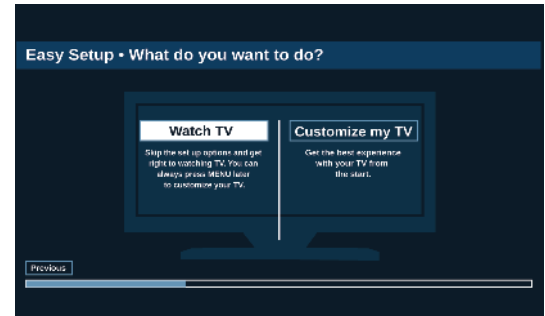 Easy Setup • What do you want to do?
Watch TV
Skip the set up options and get
right to watching TV. You can
always press MENU later
to customize your TV.
Customize my TV
Get the best experience
with your TV from
the start.
Previous